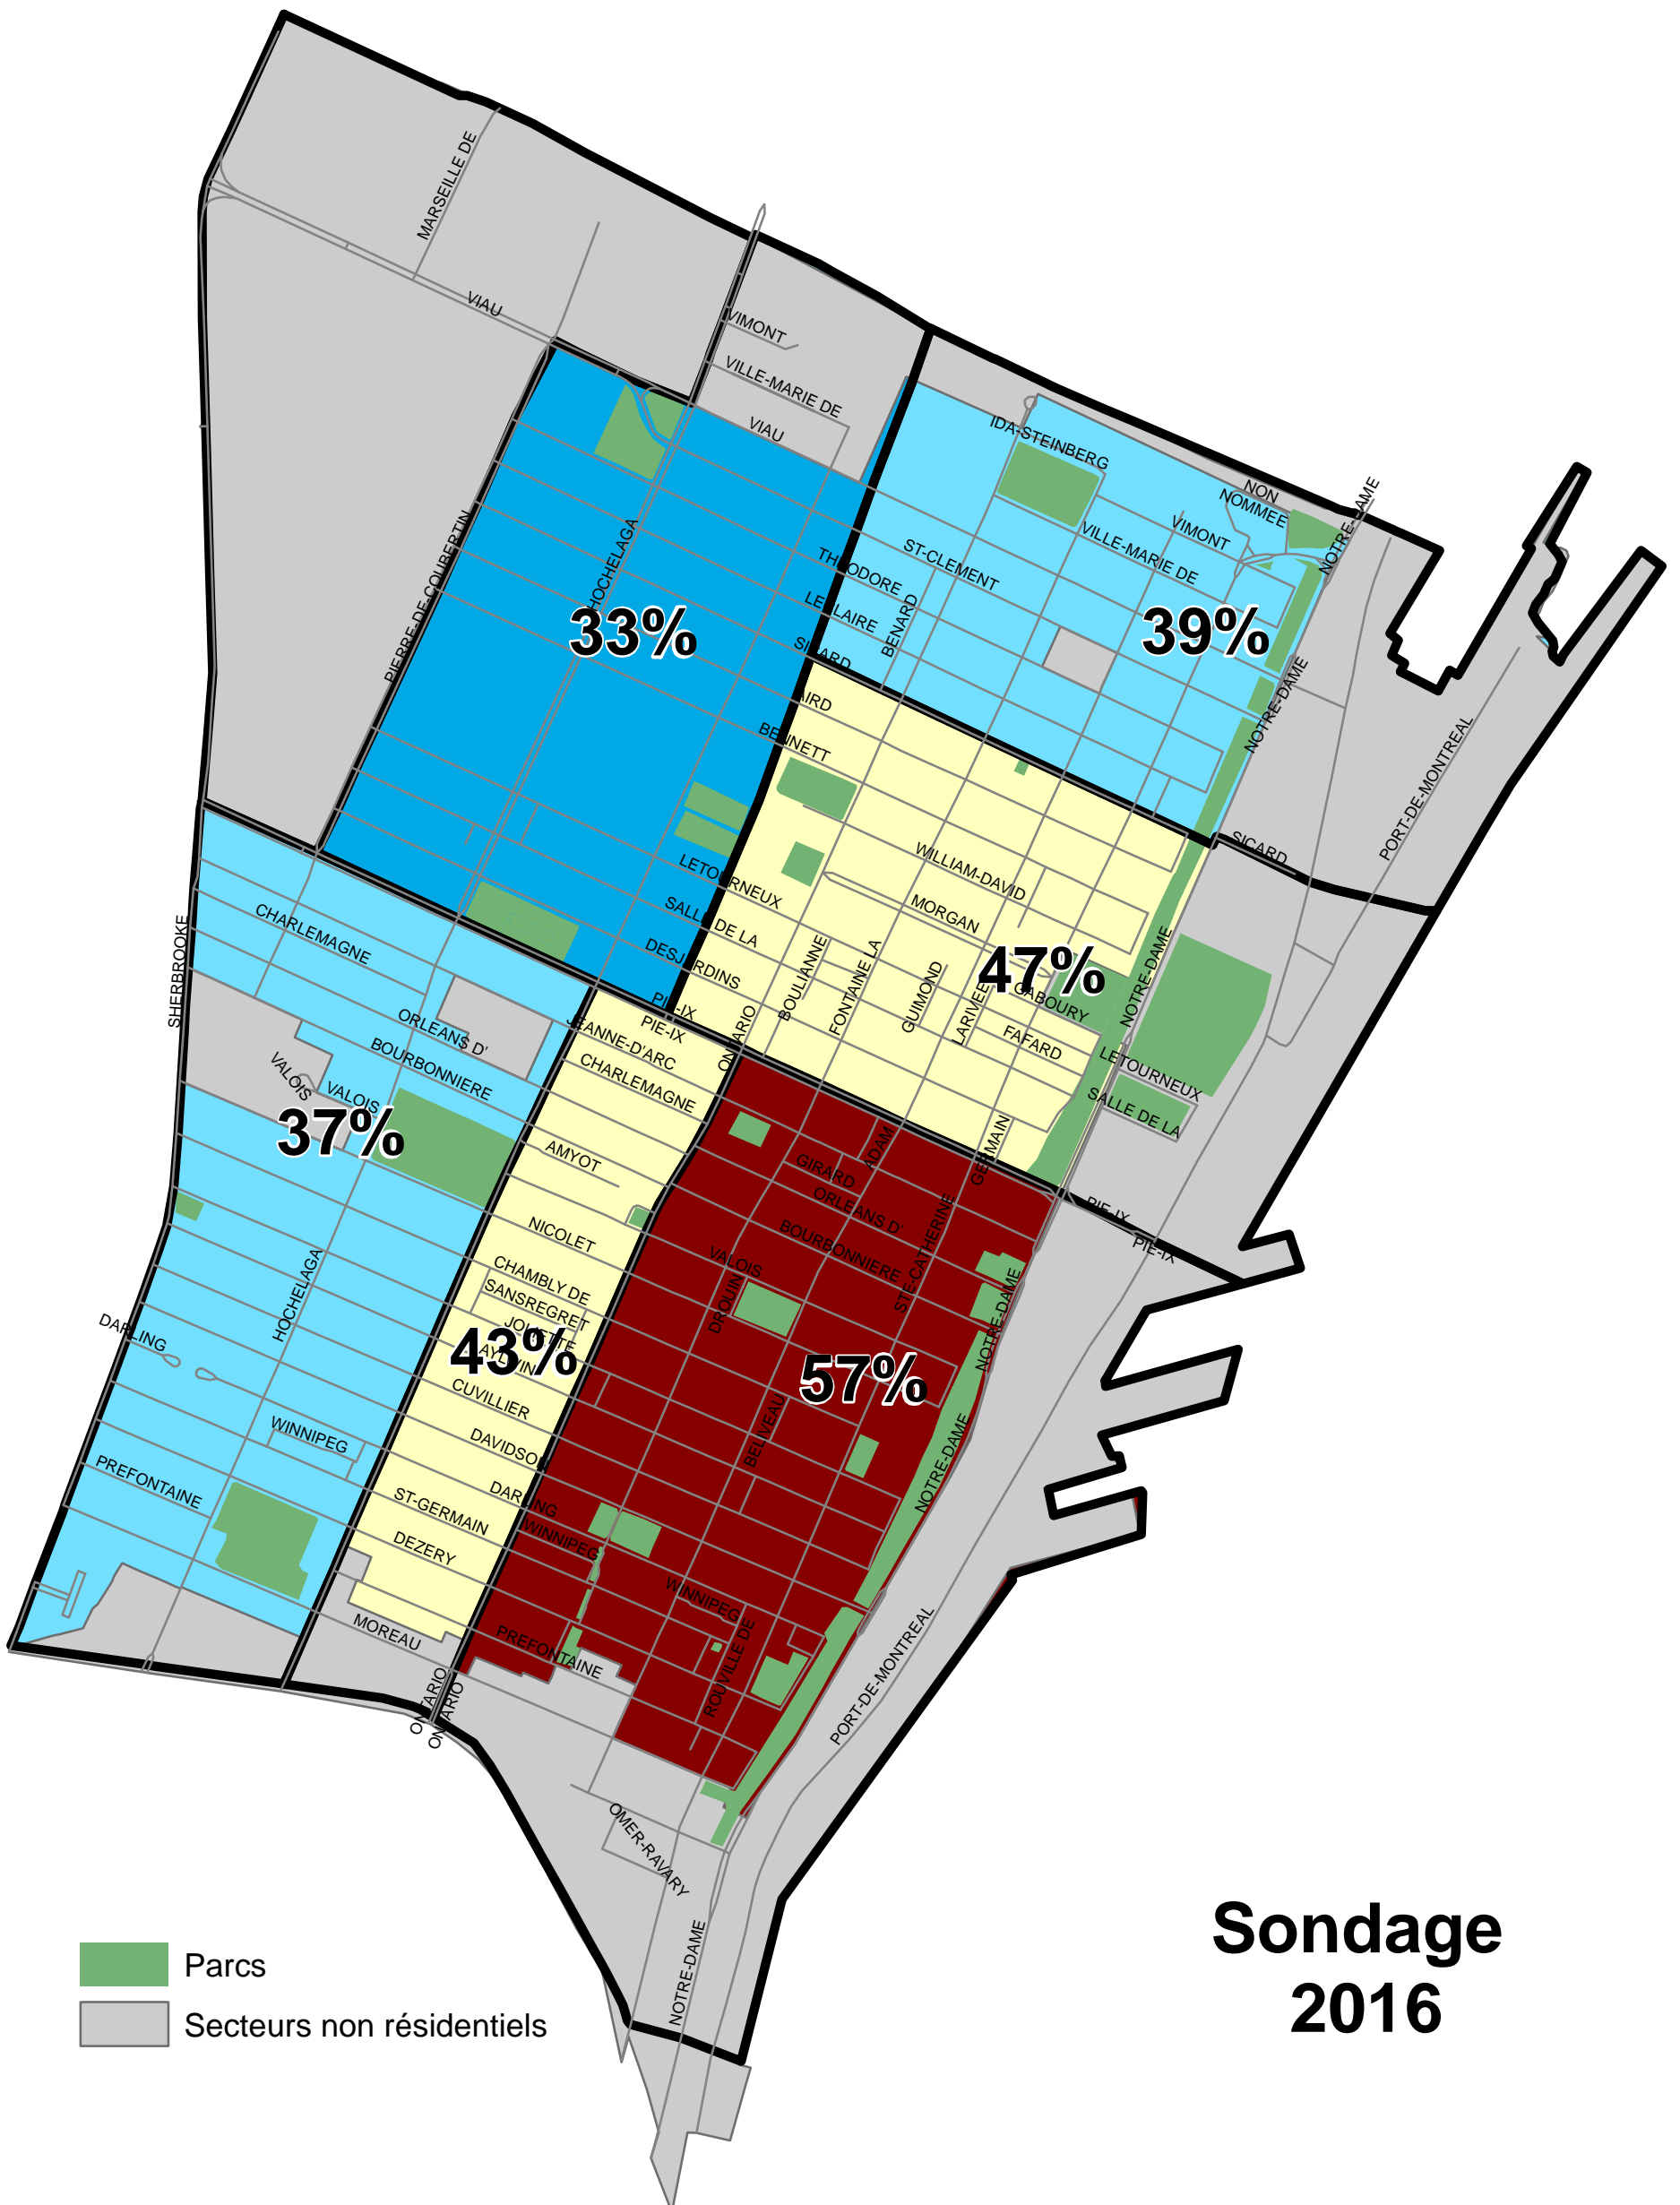 MARSEILLE DE
VIAU
VIMONT
VILLE-MARIE DE
VIAU
IDA-STEINBERG
NON
NOMMEE
NOTRE-DAME
VIMONT
VILLE-MARIE DE
ST-CLEMENT
THEODORE
LECLAIRE
BENARD
SICARD
HOCHELAGA
PIERRE-DE-COUBERTIN
33%
39%
NOTRE-DAME
AIRD
BENNETT
PORT-DE-MONTREAL
SICARD
WILLIAM-DAVID
MORGAN
LETOURNEUX
SALLE DE LA
DESJARDINS
47%
BOULIANNE
FONTAINE LA
GUIMOND
LARIVEE
GABOURY
FAFARD
NOTRE-DAME
LETOURNEUX
SALLE DE LA
CHARLEMAGNE
SHERBROOKE
ORLEANS D'
BOURBONNIERE
VALOIS
VALOIS
37%
PIE-IX
PIE-IX
JEANNE-D'ARC
CHARLEMAGNE
ONTARIO
AMYOT
NICOLET
ADAM
GERMAIN
GIRARD
ORLEANS D'
BOURBONNIERE
STE-CATHERINE
PIE-IX
PIE-IX
VALOIS
DROUIN
NOTRE-DAME
HOCHELAGA
DARLING
CHAMBLY DE
SANSREGRET
JOLIETTE
AYLWIN
43%
57%
CUVILLIER
DAVIDSON
BELIVEAU
NOTRE-DAME
WINNIPEG
PREFONTAINE
DARLING
WINNIPEG
ST-GERMAIN
DEZERY
WINNIPEG
DE
ROUVILLE DE
MOREAU
PREFONTAINE
ONTARIO
ONTARIO
PORT-DE-MONTREAL
OMER-RAVARY
NOTRE-DAME
Parcs
Secteurs non résidentiels
Sondage
2016